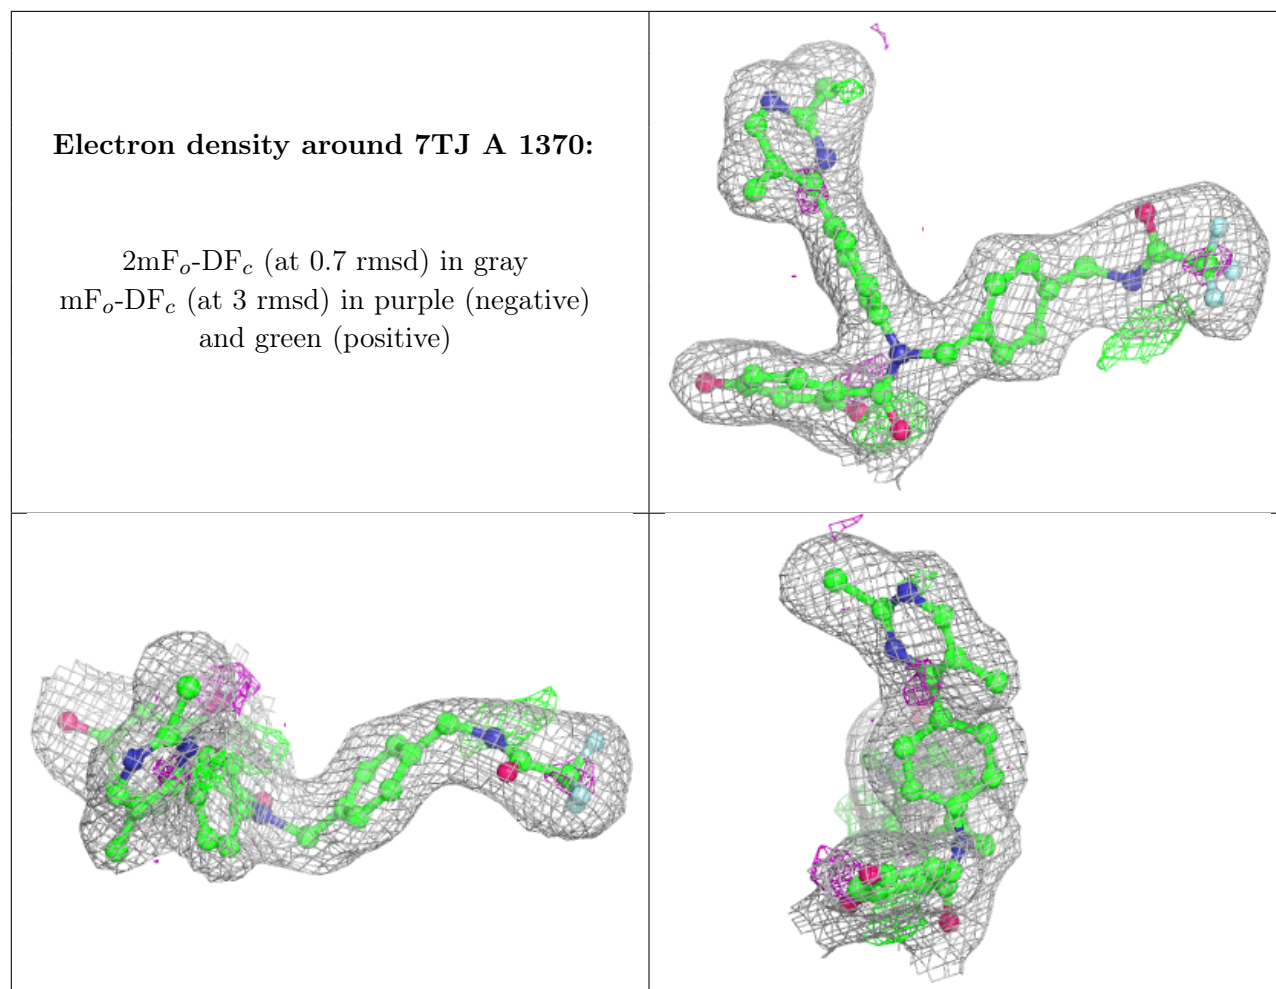 Electron density around 7TJ A 1370:
2mFo-DFc (at 0.7 rmsd) in gray
mFo-DFc (at 3 rmsd) in purple (negative)
and green (positive)